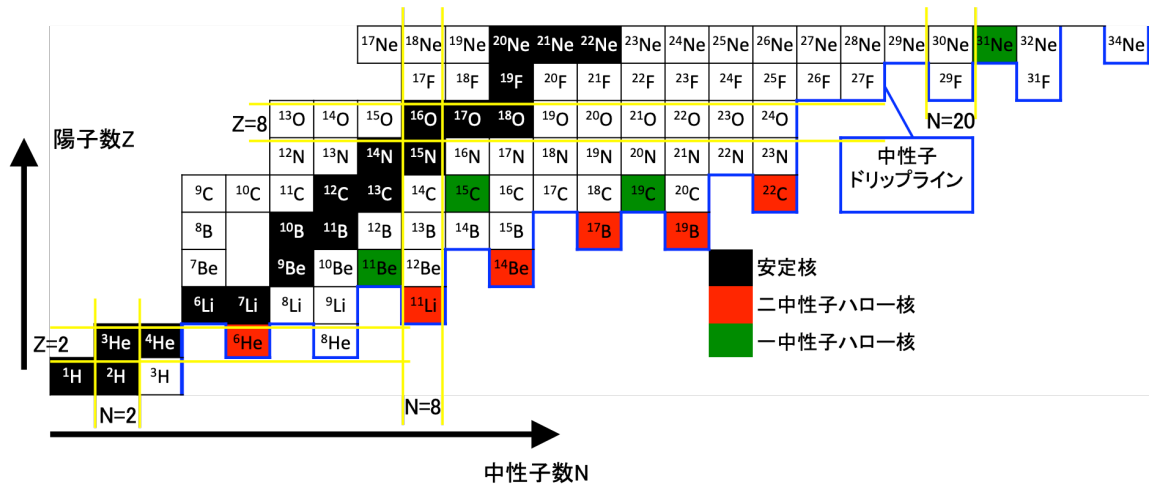 17Ne 18Ne 19Ne 20Ne 21Ne 22Ne 23Ne 24Ne 25Ne 26Ne 27Ne 28Ne 29Ne 30Ne 31Ne 32Ne 34Ne
17F 18F 19F 20F 21F 22F 23F 24F 25F 26F 27F 29F 31F
Z=8 13O 14O 15O 16O 17O 18O 19O 20O 21O 22O 23O 24O N=20
陽子数Z
12N 13N 14N 15N 16N 17N 18N 19N 20N 21N 22N 23N
中性子
ドリップライン
9C 10C 11C 12C 13C 14C 15C 16C 17C 18C 19C 20C 22C
8B 10B 11B 12B 13B 14B 15B 17B 19B
7Be 9Be 10Be 11Be 12Be 14Be
安定核
6Li 7Li 8Li 9Li 11Li
二中性子ハロー核
Z=2 3He 4He 6He 8He
一中性子ハロー核
1H 2H 3H
N=2 N=8
中性子数N